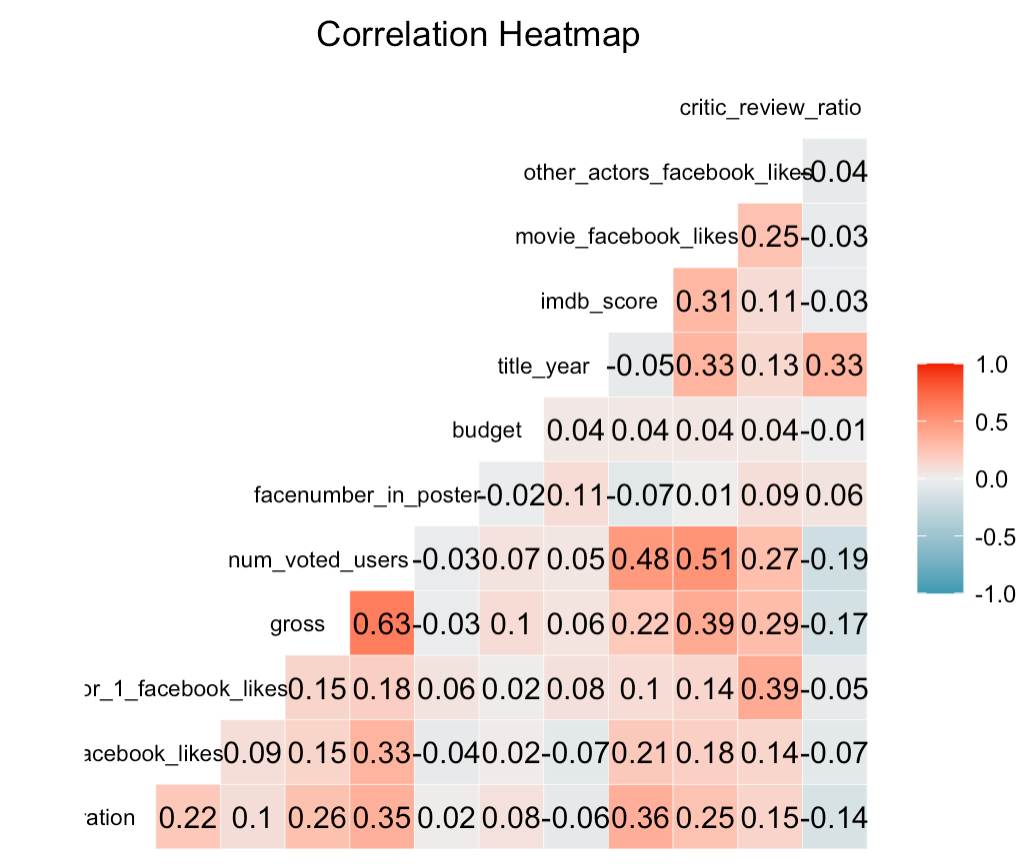 Correlation Heatmap
critic_review_ratio
other_actors_facebook_likes -0.04
movie_facebook_likes 0.25 -0.03
imdb_score 0.31 0.11 -0.03
title_year -0.05 0.33 0.13 0.33
budget 0.04 0.04 0.04 0.04 -0.01
facenumber_in_poster -0.02 0.11 -0.07 0.01 0.09 0.06
num_voted_users -0.03 0.07 0.05 0.48 0.51 0.27 -0.19
gross 0.63 -0.03 0.1 0.06 0.22 0.39 0.29 -0.17
or_1_facebook_likes 0.15 0.18 0.06 0.02 0.08 0.1 0.14 0.39 -0.05
acebook_likes 0.09 0.15 0.33 -0.04 0.02 -0.07 0.21 0.18 0.14 -0.07
ration 0.22 0.1 0.26 0.35 0.02 0.08 -0.06 0.36 0.25 0.15 -0.14
1.0
0.5
0.0
-0.5
-1.0